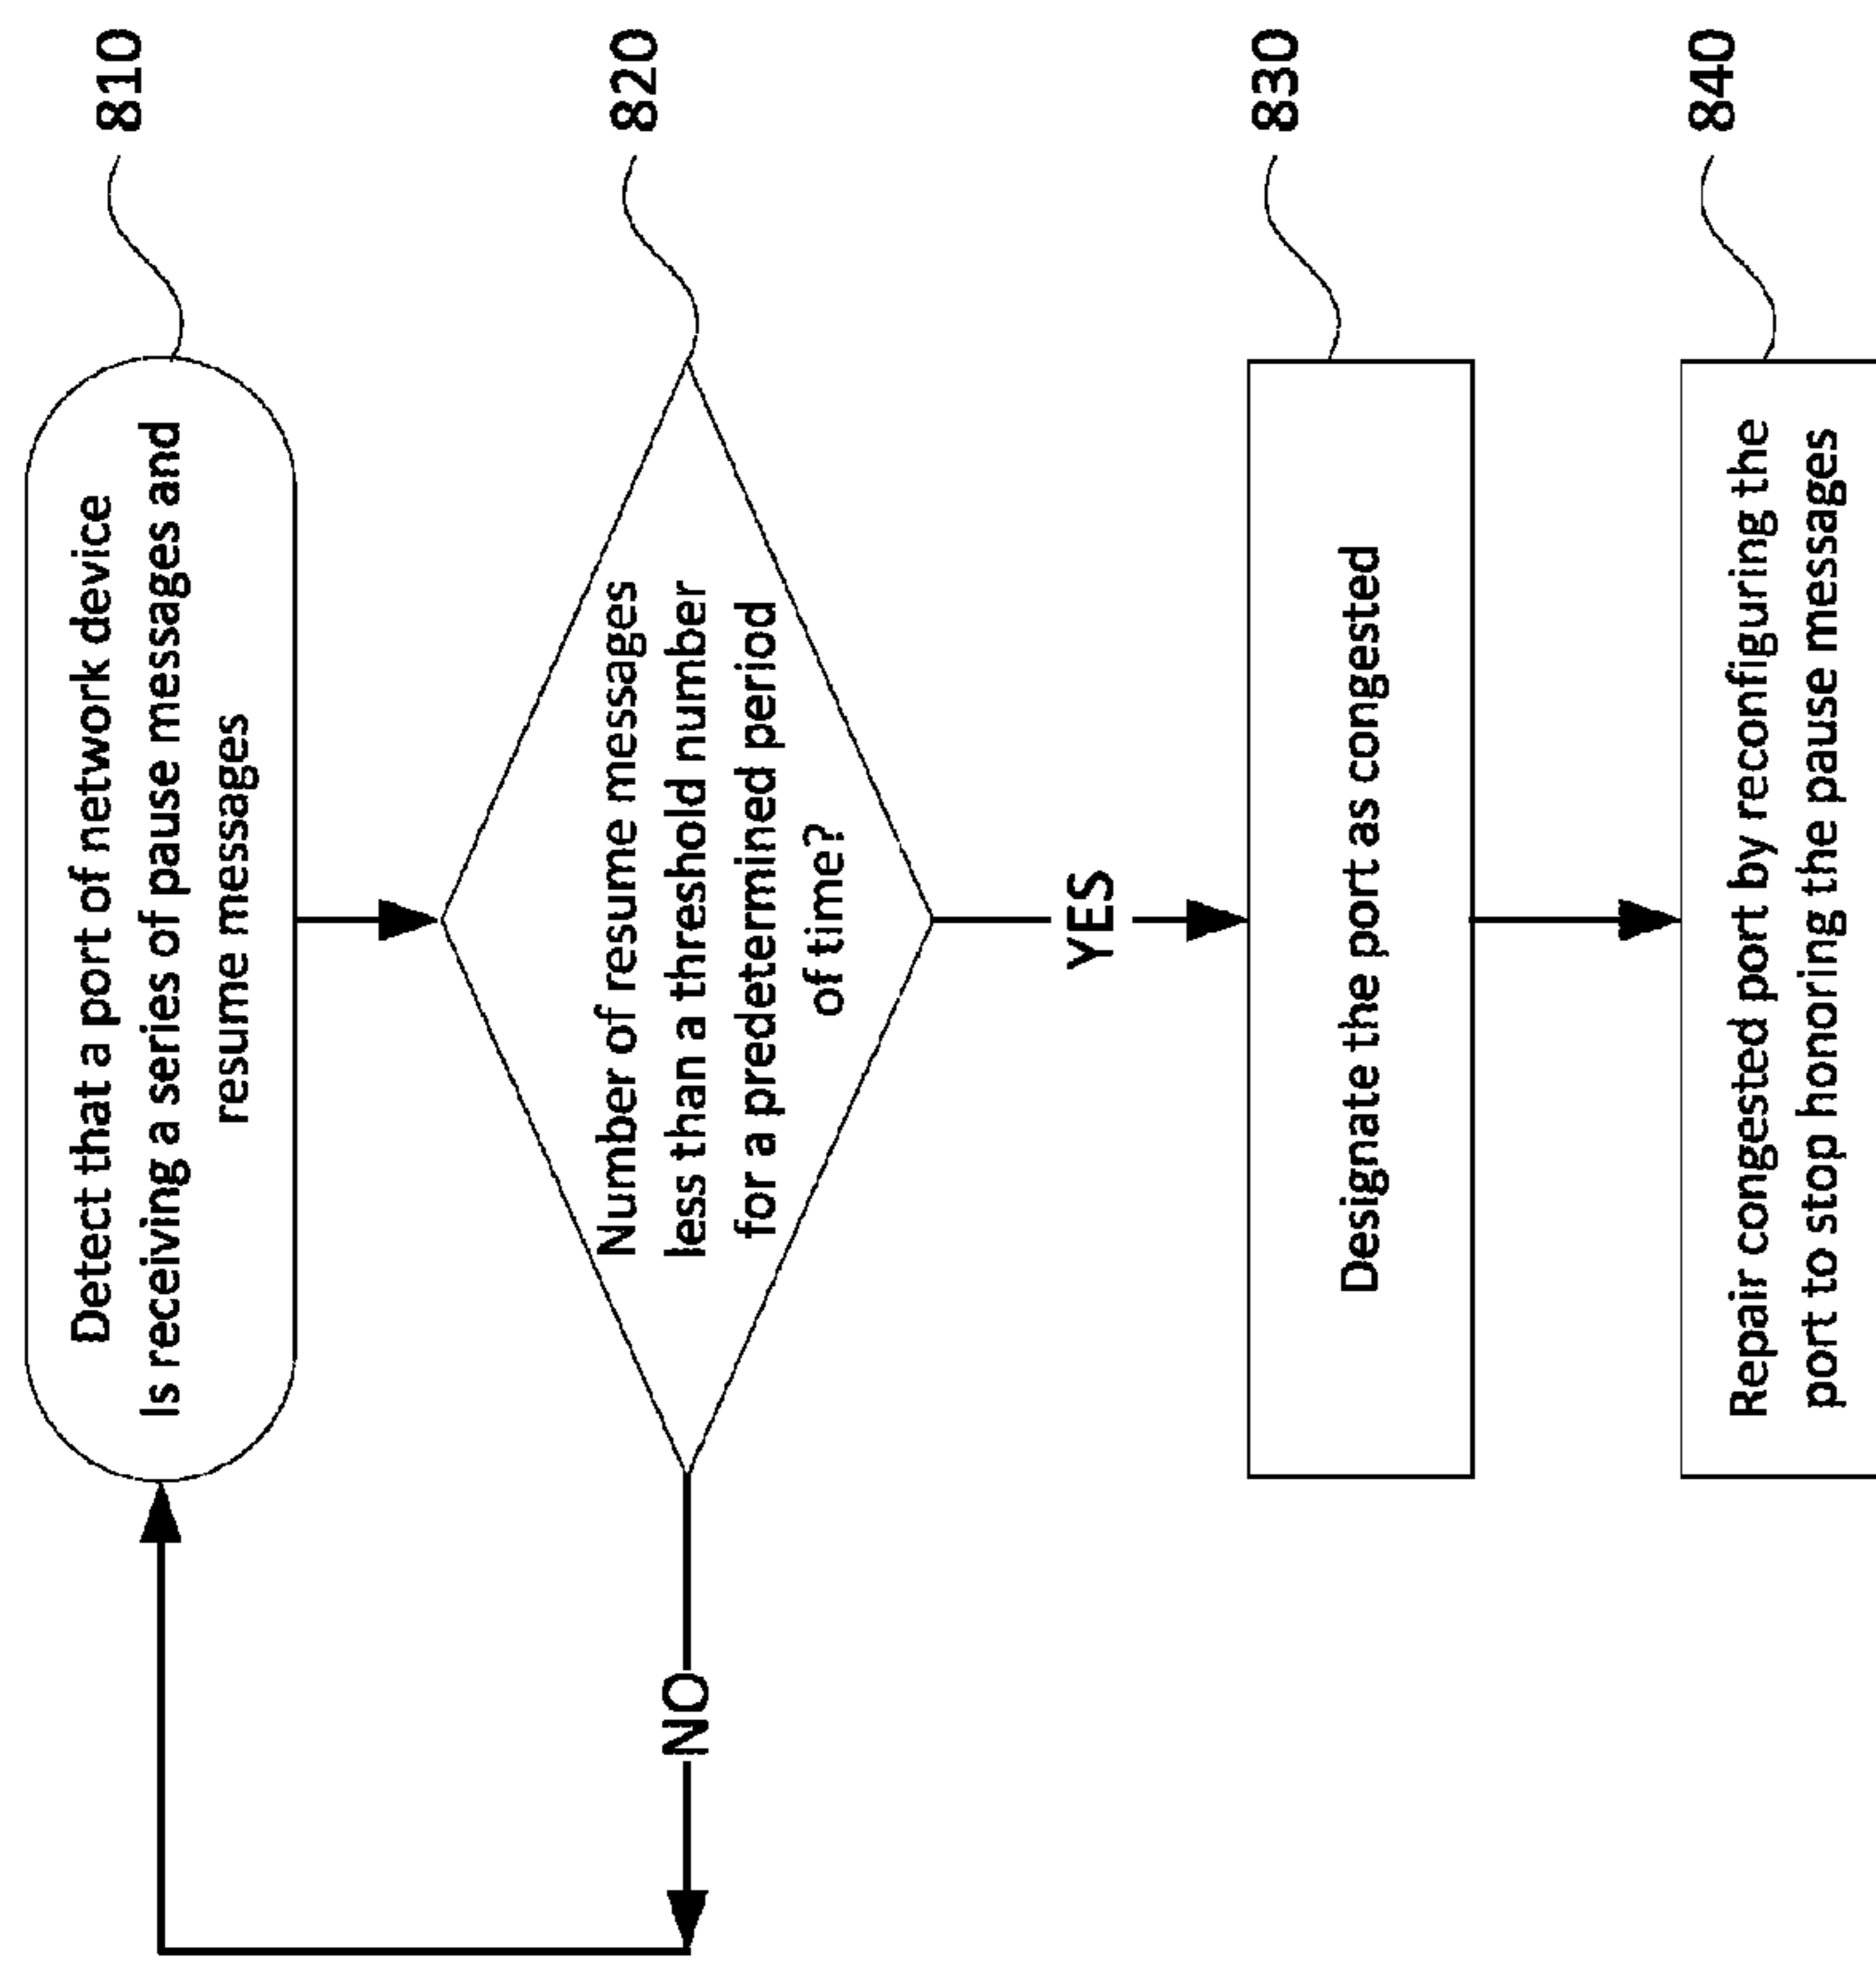 Detect that a port of network device
Is receiving a series of pause messages and
resume messages
810
Number of resume messages
less than a threshold number
for a predetermined period
of time?
820
NO
YES
Designate the port as congested
830
Repair congested port by reconfiguring the
port to stop honoring the pause messages
840